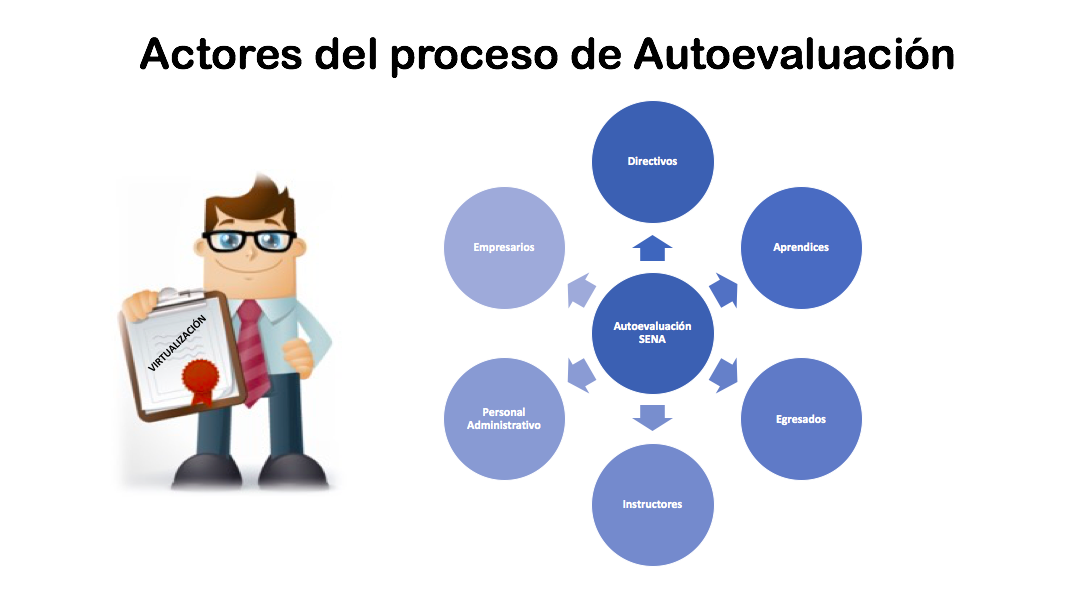 Actores del proceso de Autoevaluación
Directivos
Empresarios
Aprendices
Autoevaluación
SENA
VIRTUALIZACIÓN
Personal
Administrativo
Egresados
Instructores